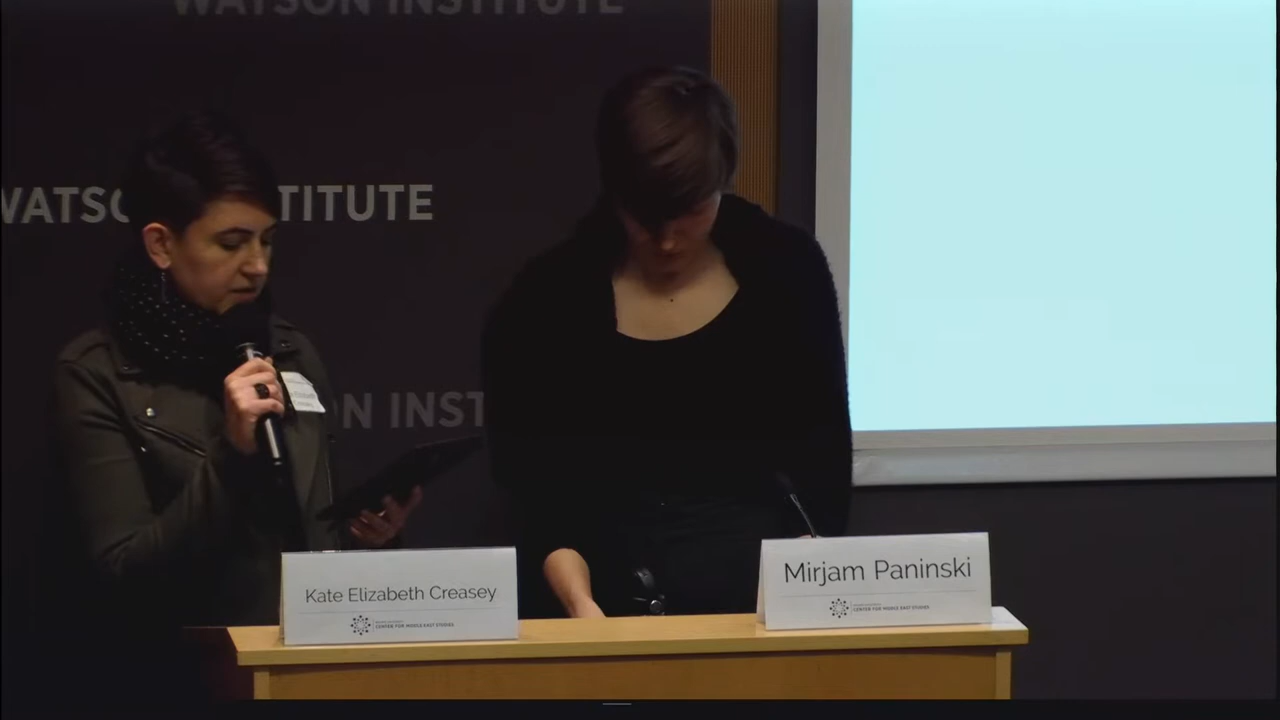 WATSON INSTITUTE
WATSO TITUTE
ON INST
Kate Elizabeth Creasey
CENTER FOR MIDDLE EAST STUDIES
Mirjam Paninski
CENTER FOR MIDDLE EAST STUDIES